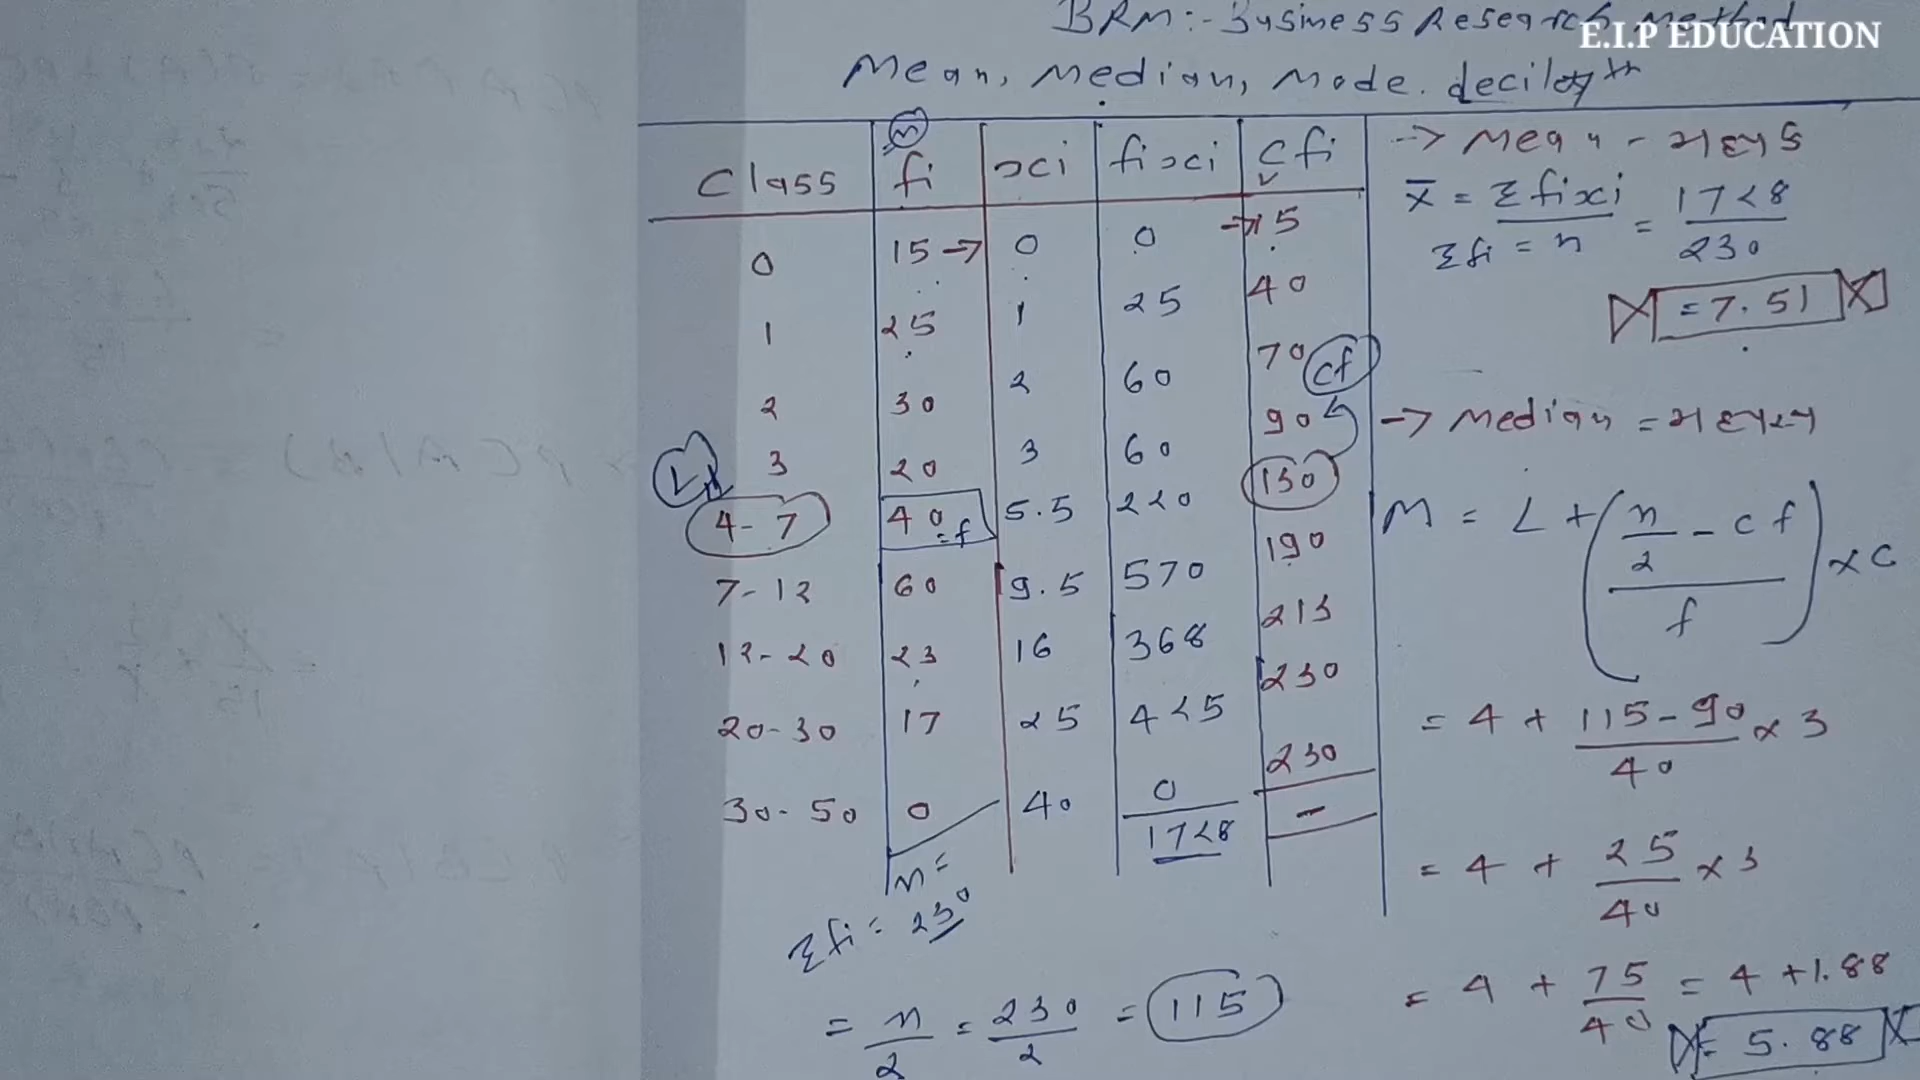 BRM:- Business Research Method
E.I.P EDUCATION
Mean, Median, Mode. decile 7th
Class (n) fi xi fixi cfi
0 15 → 0 0 → 15
1 25 1 25 40
2 30 2 60 70 cf
3 20 3 60 90
L 4-7 40 = f 5.5 220 130
7-12 60 9.5 570 190
12-20 23 16 368 213
20-30 17 25 425 230
30-50 0 40 0 230
1728 -
n =
Σfi = 230
= n/2 = 230/2 = 115
→ Mean - મધ્યક
x̄ = Σfixi / Σfi = n = 1728/230
= 7.51
→ Median = મધ્યસ્થ
M = L + ((n/2 - cf)/f) × c
= 4 + (115-90)/40 × 3
= 4 + 25/40 × 3
= 4 + 75/40 = 4 + 1.88
= 5.88